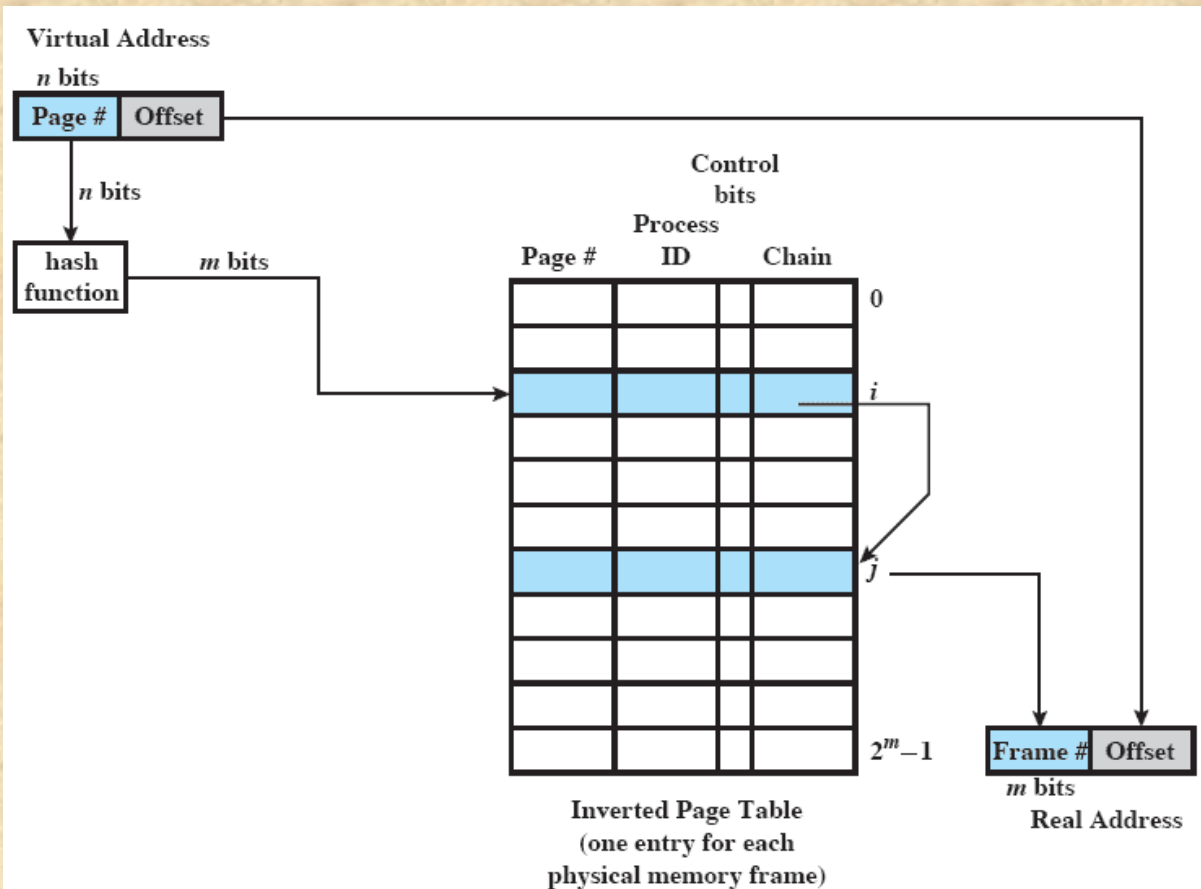 Virtual Address
n bits
Page # Offset
n bits
hash
function
m bits
Control
bits
Process
Page # ID Chain
0
i
j
2^m–1
Frame # Offset
m bits
Real Address
Inverted Page Table
(one entry for each
physical memory frame)